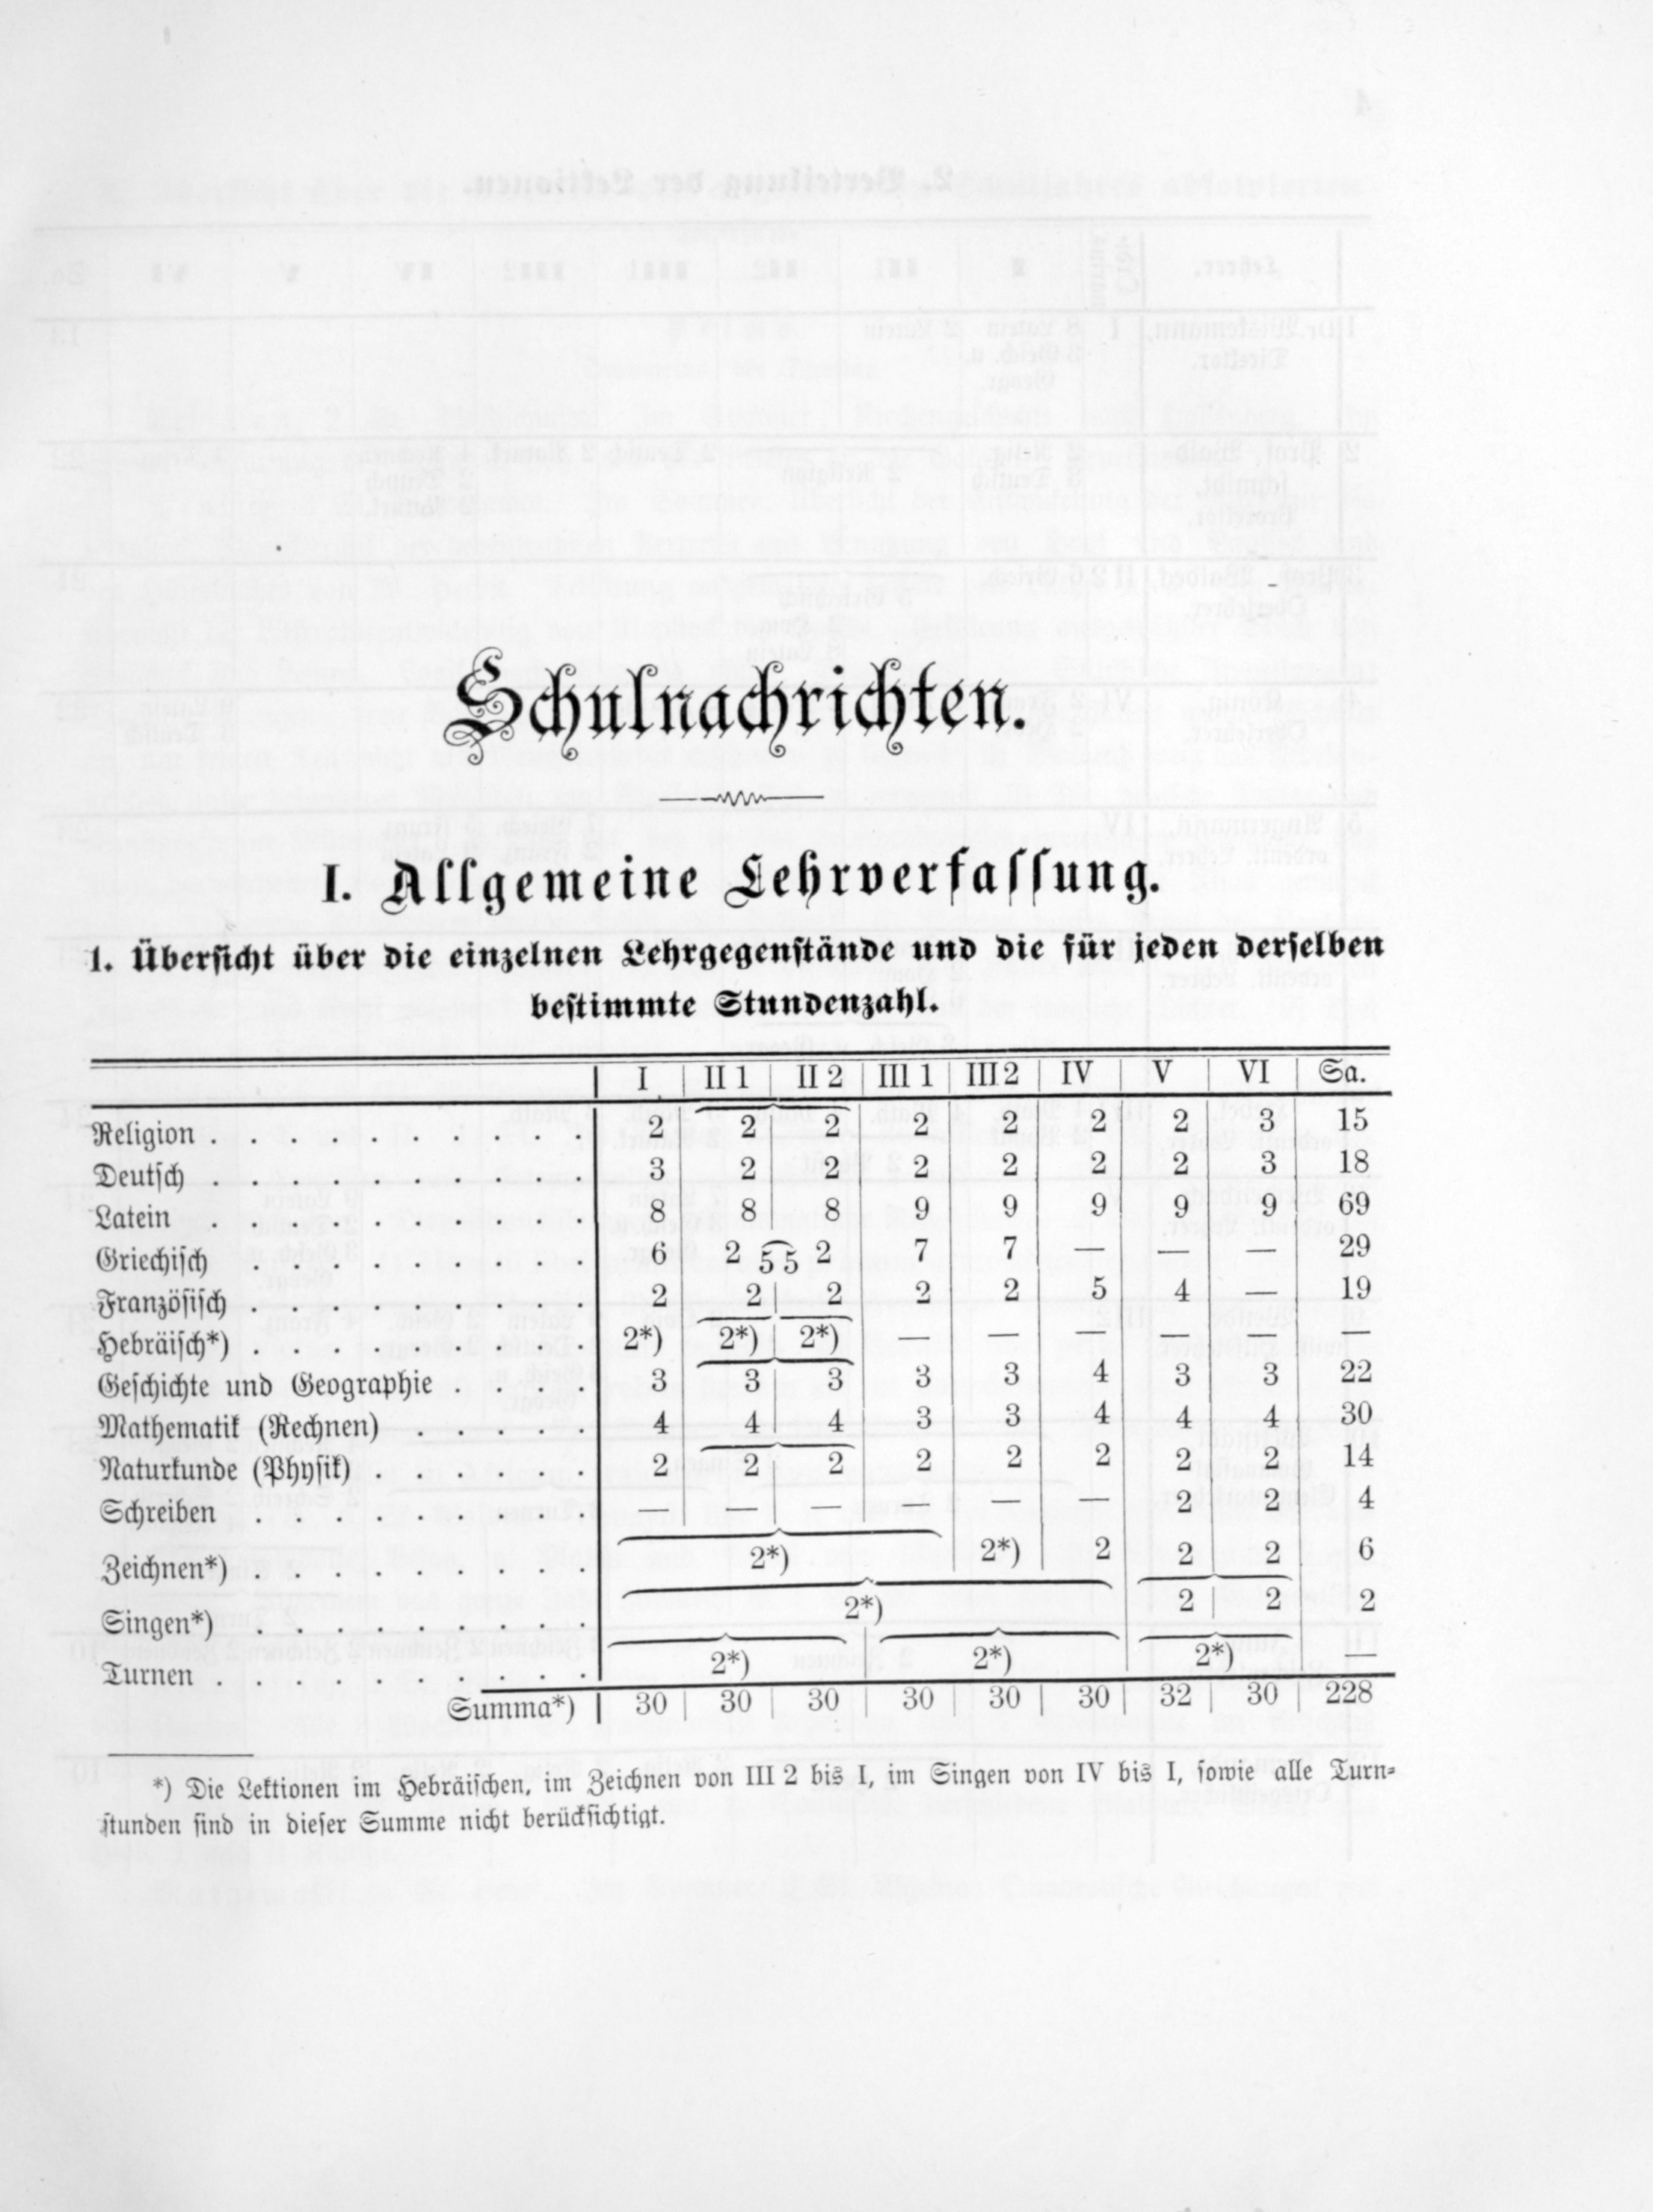 Schulnachrichten.
I. Allgemeine Lehrverfassung.
1. Übersicht über die einzelnen Lehrgegenstände und die für jeden derselben
bestimmte Stundenzahl.
I II 1 II 2 III 1 III 2 IV V VI Sa.
Religion . . . . . . . . . . 2 2 2 2 2 2 2 3 15
Deutsch . . . . . . . . . . 3 2 2 2 2 2 2 3 18
Latein . . . . . . . . . . 8 8 8 9 9 9 9 9 69
Griechisch . . . . . . . . . 6 2 5 5 2 7 7 — — — 29
Französisch . . . . . . . . . 2 2 2 2 2 5 4 — 19
Hebräisch*) . . . . . . . . . 2*) 2*) 2*) — — — — — —
Geschichte und Geographie . . . . 3 3 3 3 3 4 3 3 22
Mathematik (Rechnen) . . . . . 4 4 4 3 3 4 4 4 30
Naturkunde (Physik) . . . . . . 2 2 2 2 2 2 2 2 14
Schreiben . . . . . . . . . — — — — — — 2 2 4
Zeichnen*) . . . . . . . . . 2*) 2*) 2 2 2 6
Singen*) . . . . . . . . . 2*) 2 2 2
Turnen . . . . . . . . . . 2*) 2*) 2*) —
Summa*) 30 30 30 30 30 30 32 30 228
*) Die Lektionen im Hebräischen, im Zeichnen von III 2 bis I, im Singen von IV bis I, sowie alle Turn-
stunden sind in dieser Summe nicht berücksichtigt.